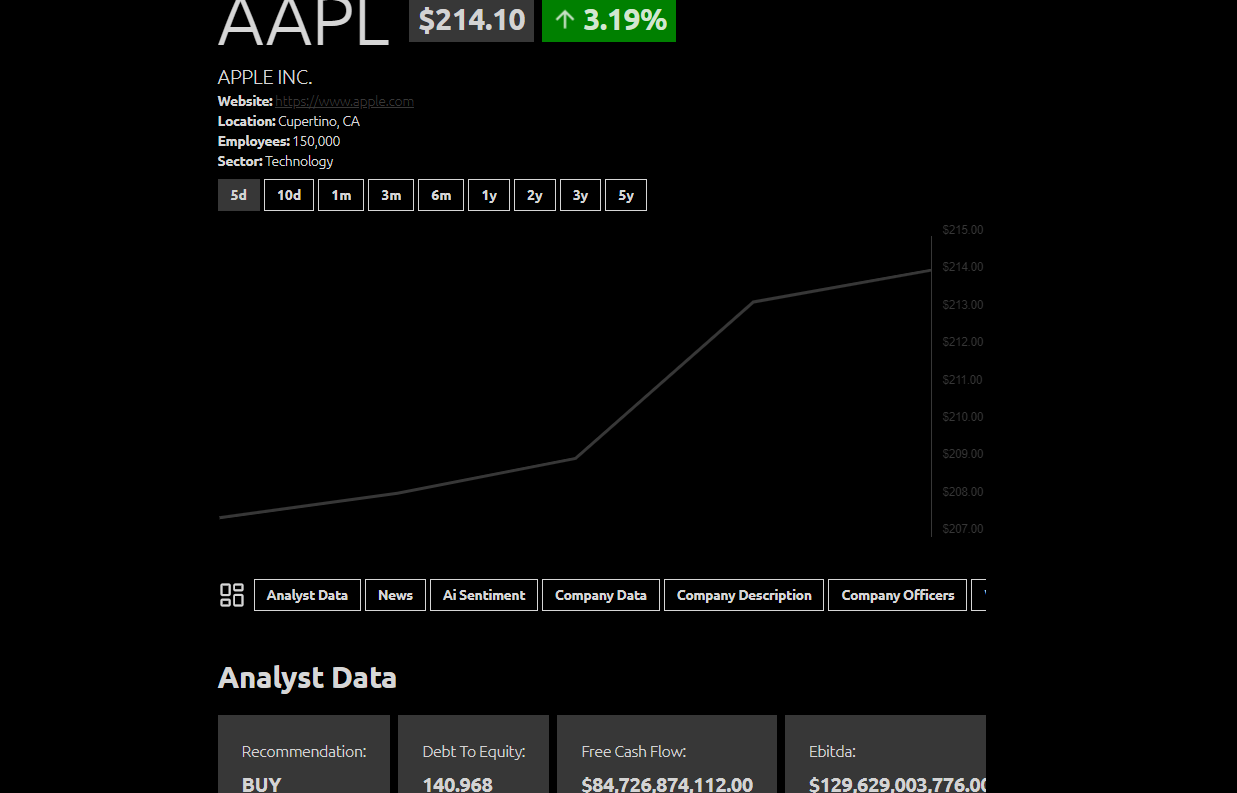 AAPL $214.10 ↑ 3.19%
APPLE INC.
Website: https://www.apple.com
Location: Cupertino, CA
Employees: 150,000
Sector: Technology
5d 10d 1m 3m 6m 1y 2y 3y 5y
$215.00
$214.00
$213.00
$212.00
$211.00
$210.00
$209.00
$208.00
$207.00
Analyst Data News Ai Sentiment Company Data Company Description Company Officers
Analyst Data
Recommendation: Debt To Equity: Free Cash Flow: Ebitda:
BUY 140.968 $84,726,874,112.00 $129,629,003,776.00